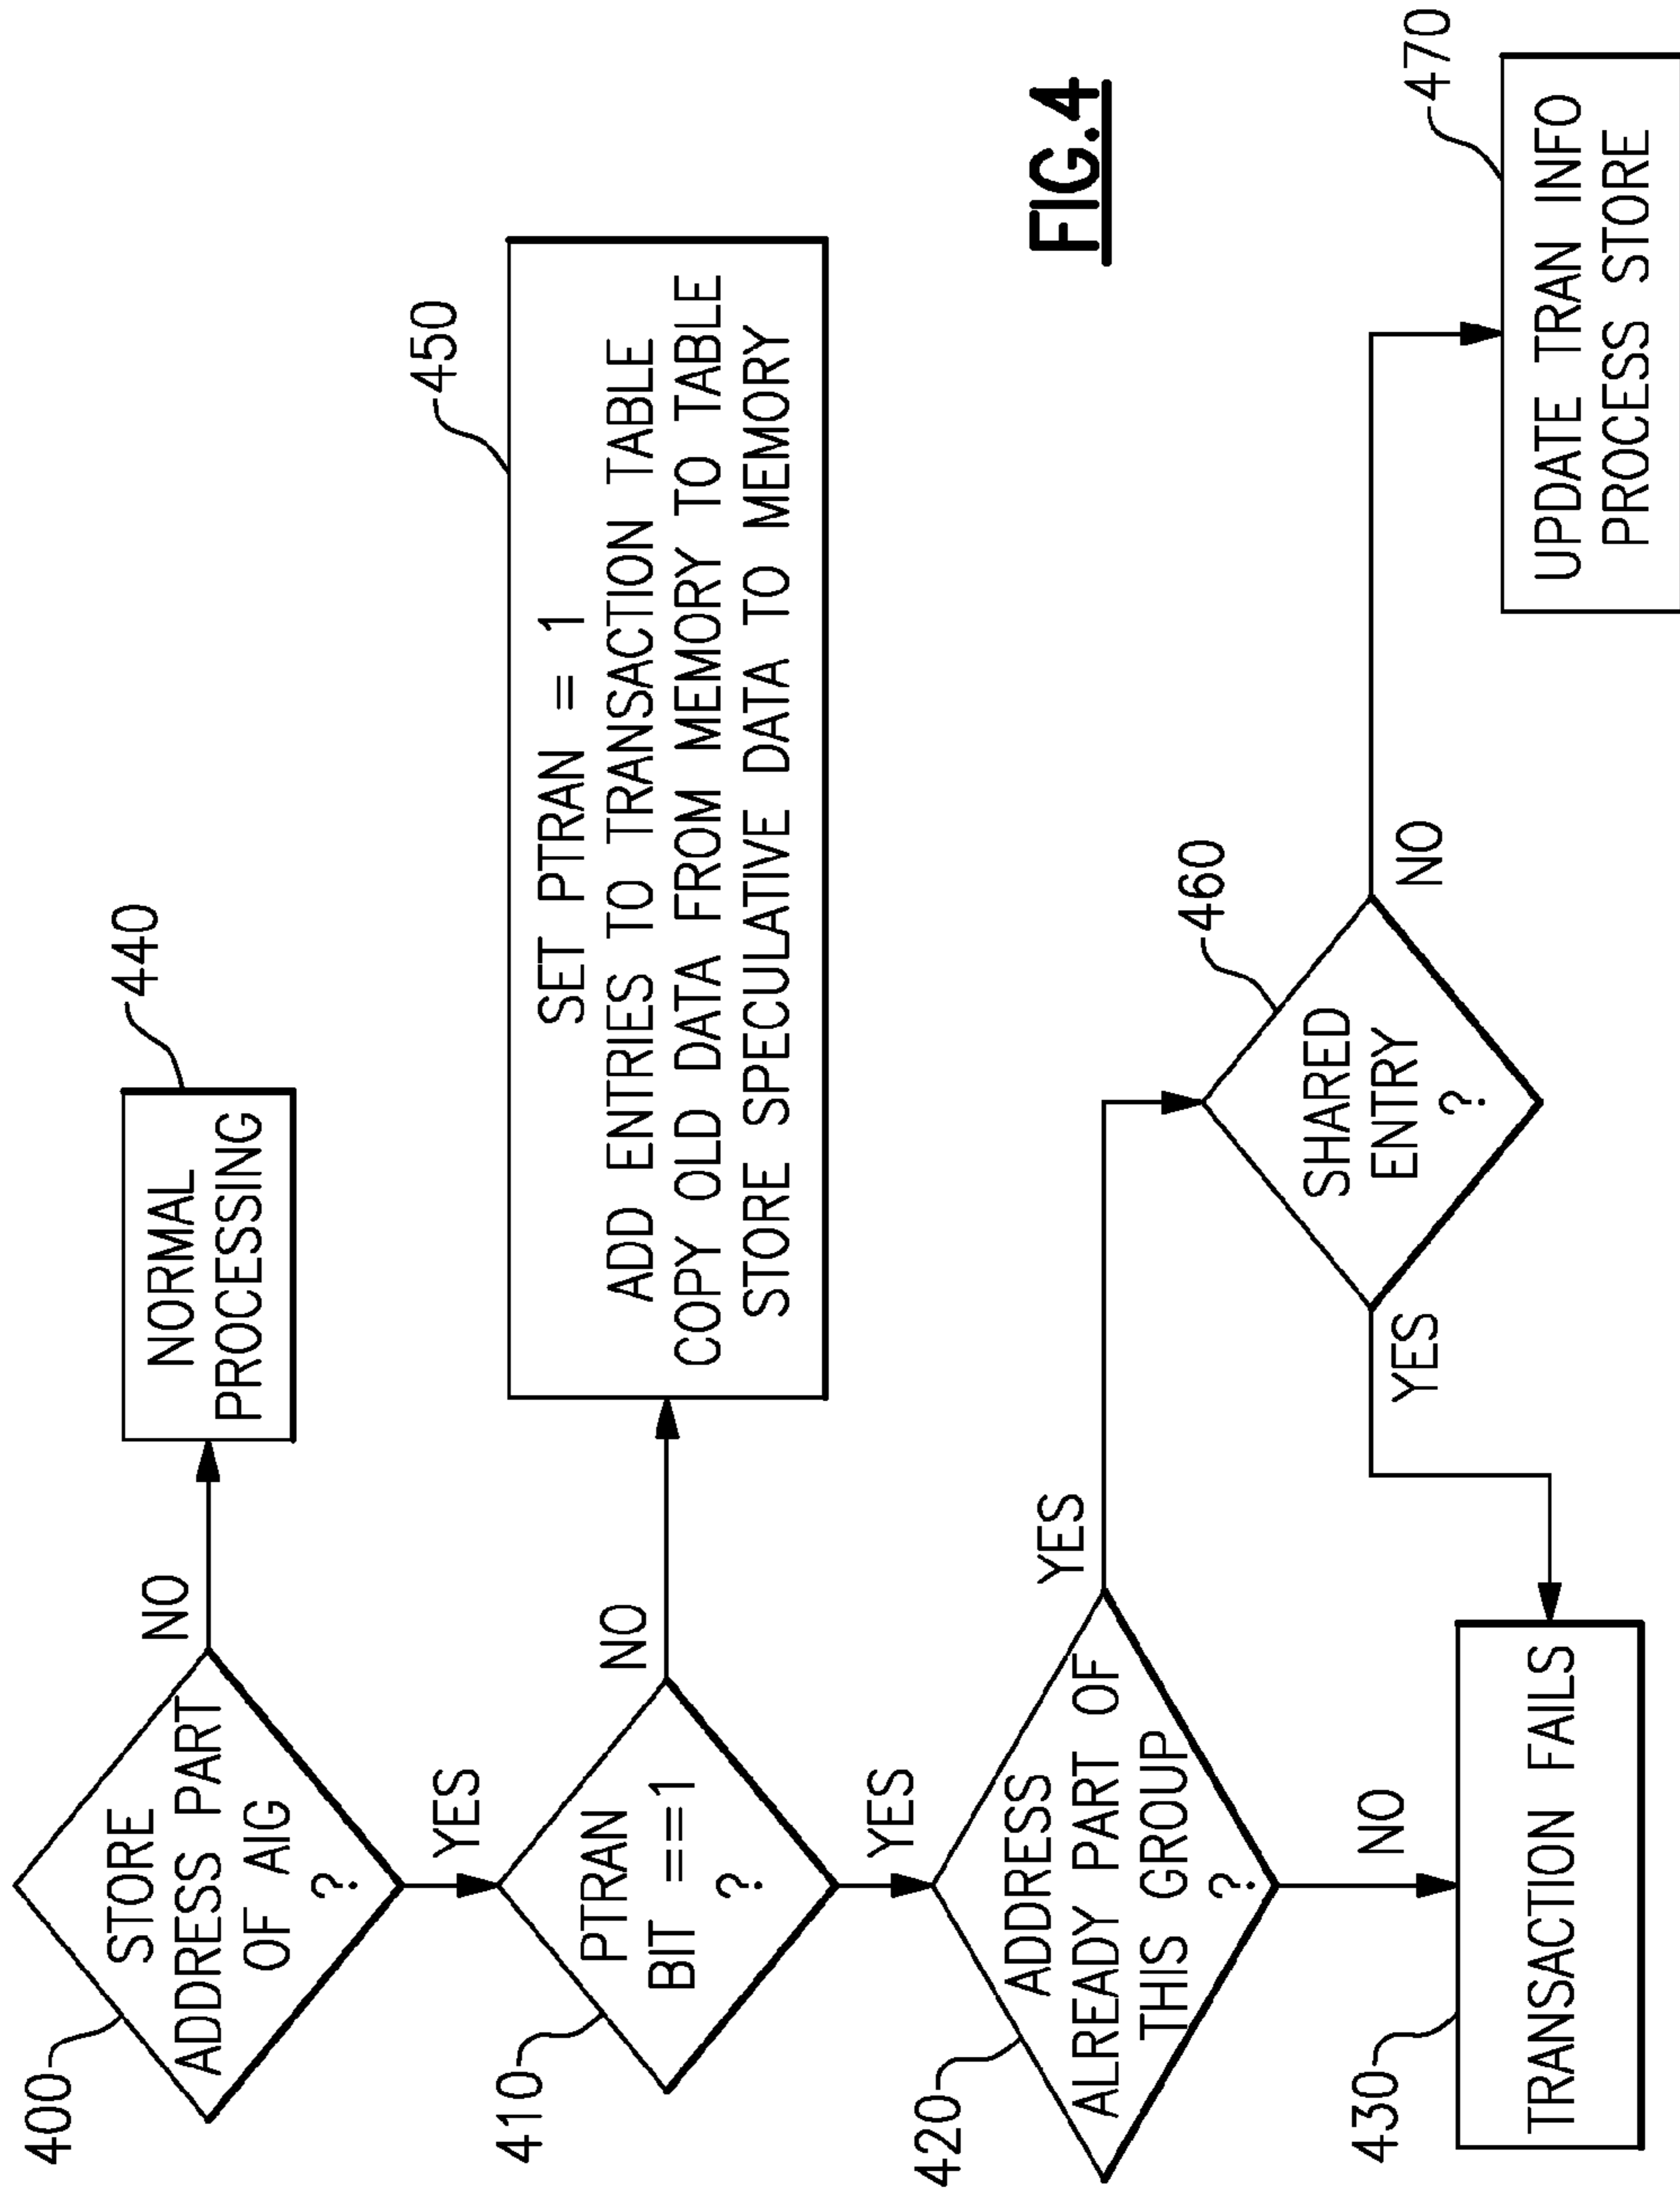 400
STORE
ADDRESS PART
OF AIG
?
NO
440
NORMAL
PROCESSING
YES
410
PTRAN
BIT ==1
?
NO
450
SET PTRAN = 1
ADD ENTRIES TO TRANSACTION TABLE
COPY OLD DATA FROM MEMORY TO TABLE
STORE SPECULATIVE DATA TO MEMORY
YES
420
ADDRESS
ALREADY PART OF
THIS GROUP
?
YES
460
SHARED
ENTRY
?
NO
YES
NO
430
TRANSACTION FAILS
470
UPDATE TRAN INFO
PROCESS STORE
FIG.4